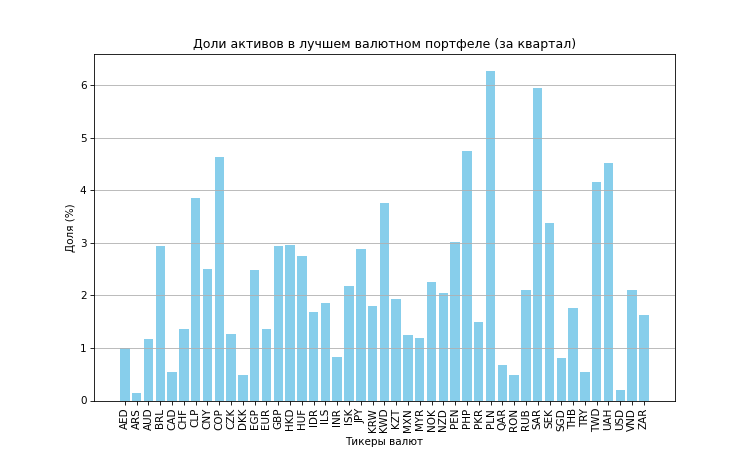 Доли активов в лучшем валютном портфеле (за квартал)
Доля (%)
6
5
4
3
2
1
0
AED ARS AUD BRL CAD CHF CLP CNY COP CZK DKK EGP EUR GBP HKD HUF IDR ILS INR ISK JPY KRW KWD KZT MXN MYR NOK NZD PEN PHP PKR PLN QAR RON RUB SAR SEK SGD THB TRY TWD UAH USD VND ZAR
Тикеры валют